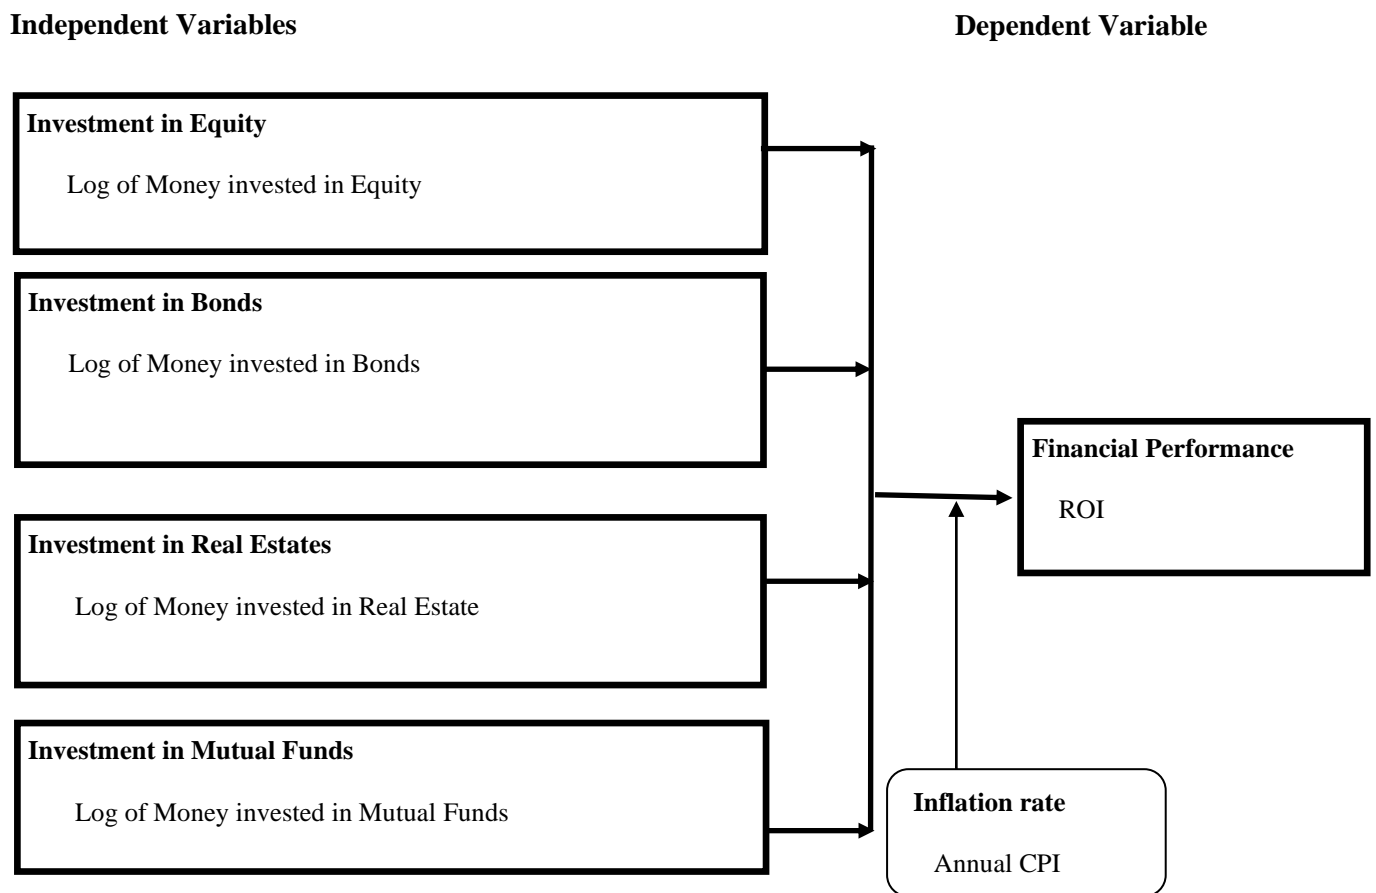 Independent Variables
Dependent Variable
Investment in Equity
Log of Money invested in Equity
Investment in Bonds
Log of Money invested in Bonds
Financial Performance
ROI
Investment in Real Estates
Log of Money invested in Real Estate
Investment in Mutual Funds
Log of Money invested in Mutual Funds
Inflation rate
Annual CPI